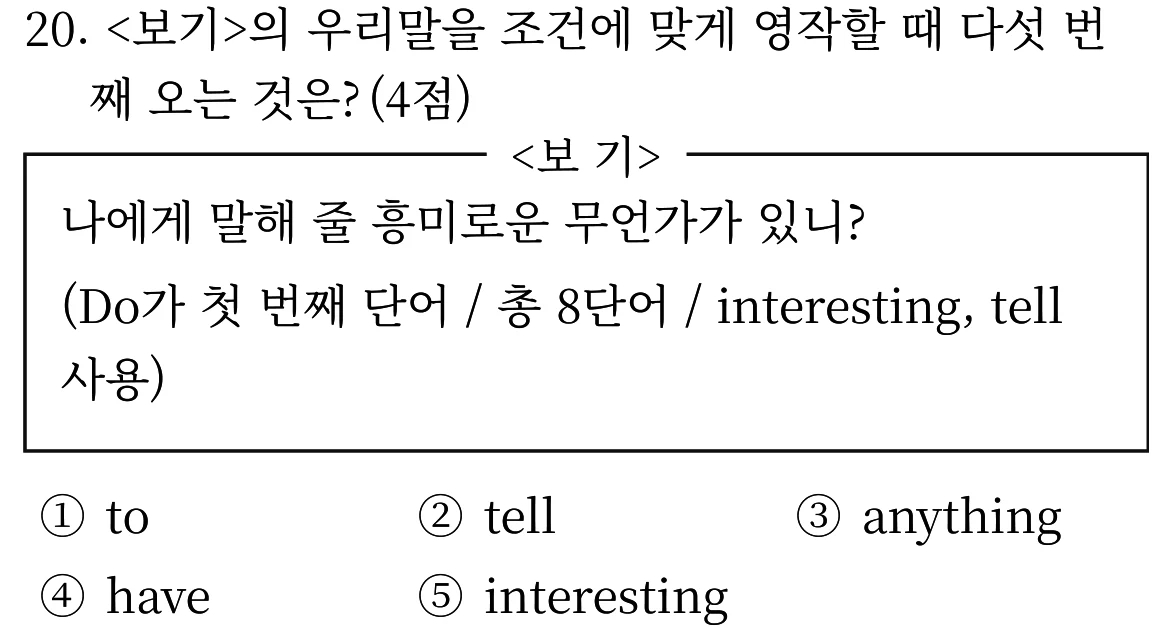 20. <보기>의 우리말을 조건에 맞게 영작할 때 다섯 번
째 오는 것은?(4점)
<보 기>
나에게 말해 줄 흥미로운 무언가가 있니?
(Do가 첫 번째 단어 / 총 8단어 / interesting, tell
사용)
① to ② tell ③ anything
④ have ⑤ interesting